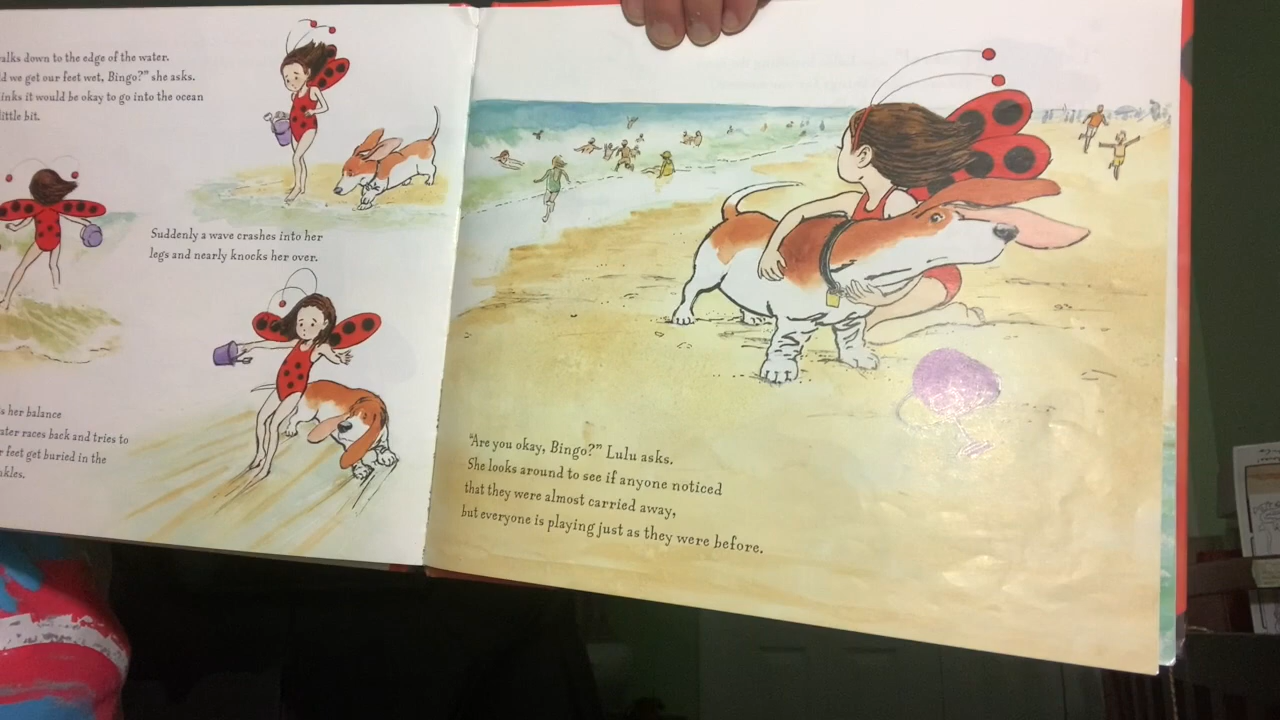 walks down to the edge of the water.
we get our feet wet, Bingo?" she asks.
it would be okay to go into the ocean
little bit.
Suddenly a wave crashes into her
legs and nearly knocks her over.
her balance
water races back and tries to
feet get buried in the
ankles.
"Are you okay, Bingo?" Lulu asks.
She looks around to see if anyone noticed
that they were almost carried away,
but everyone is playing just as they were before.